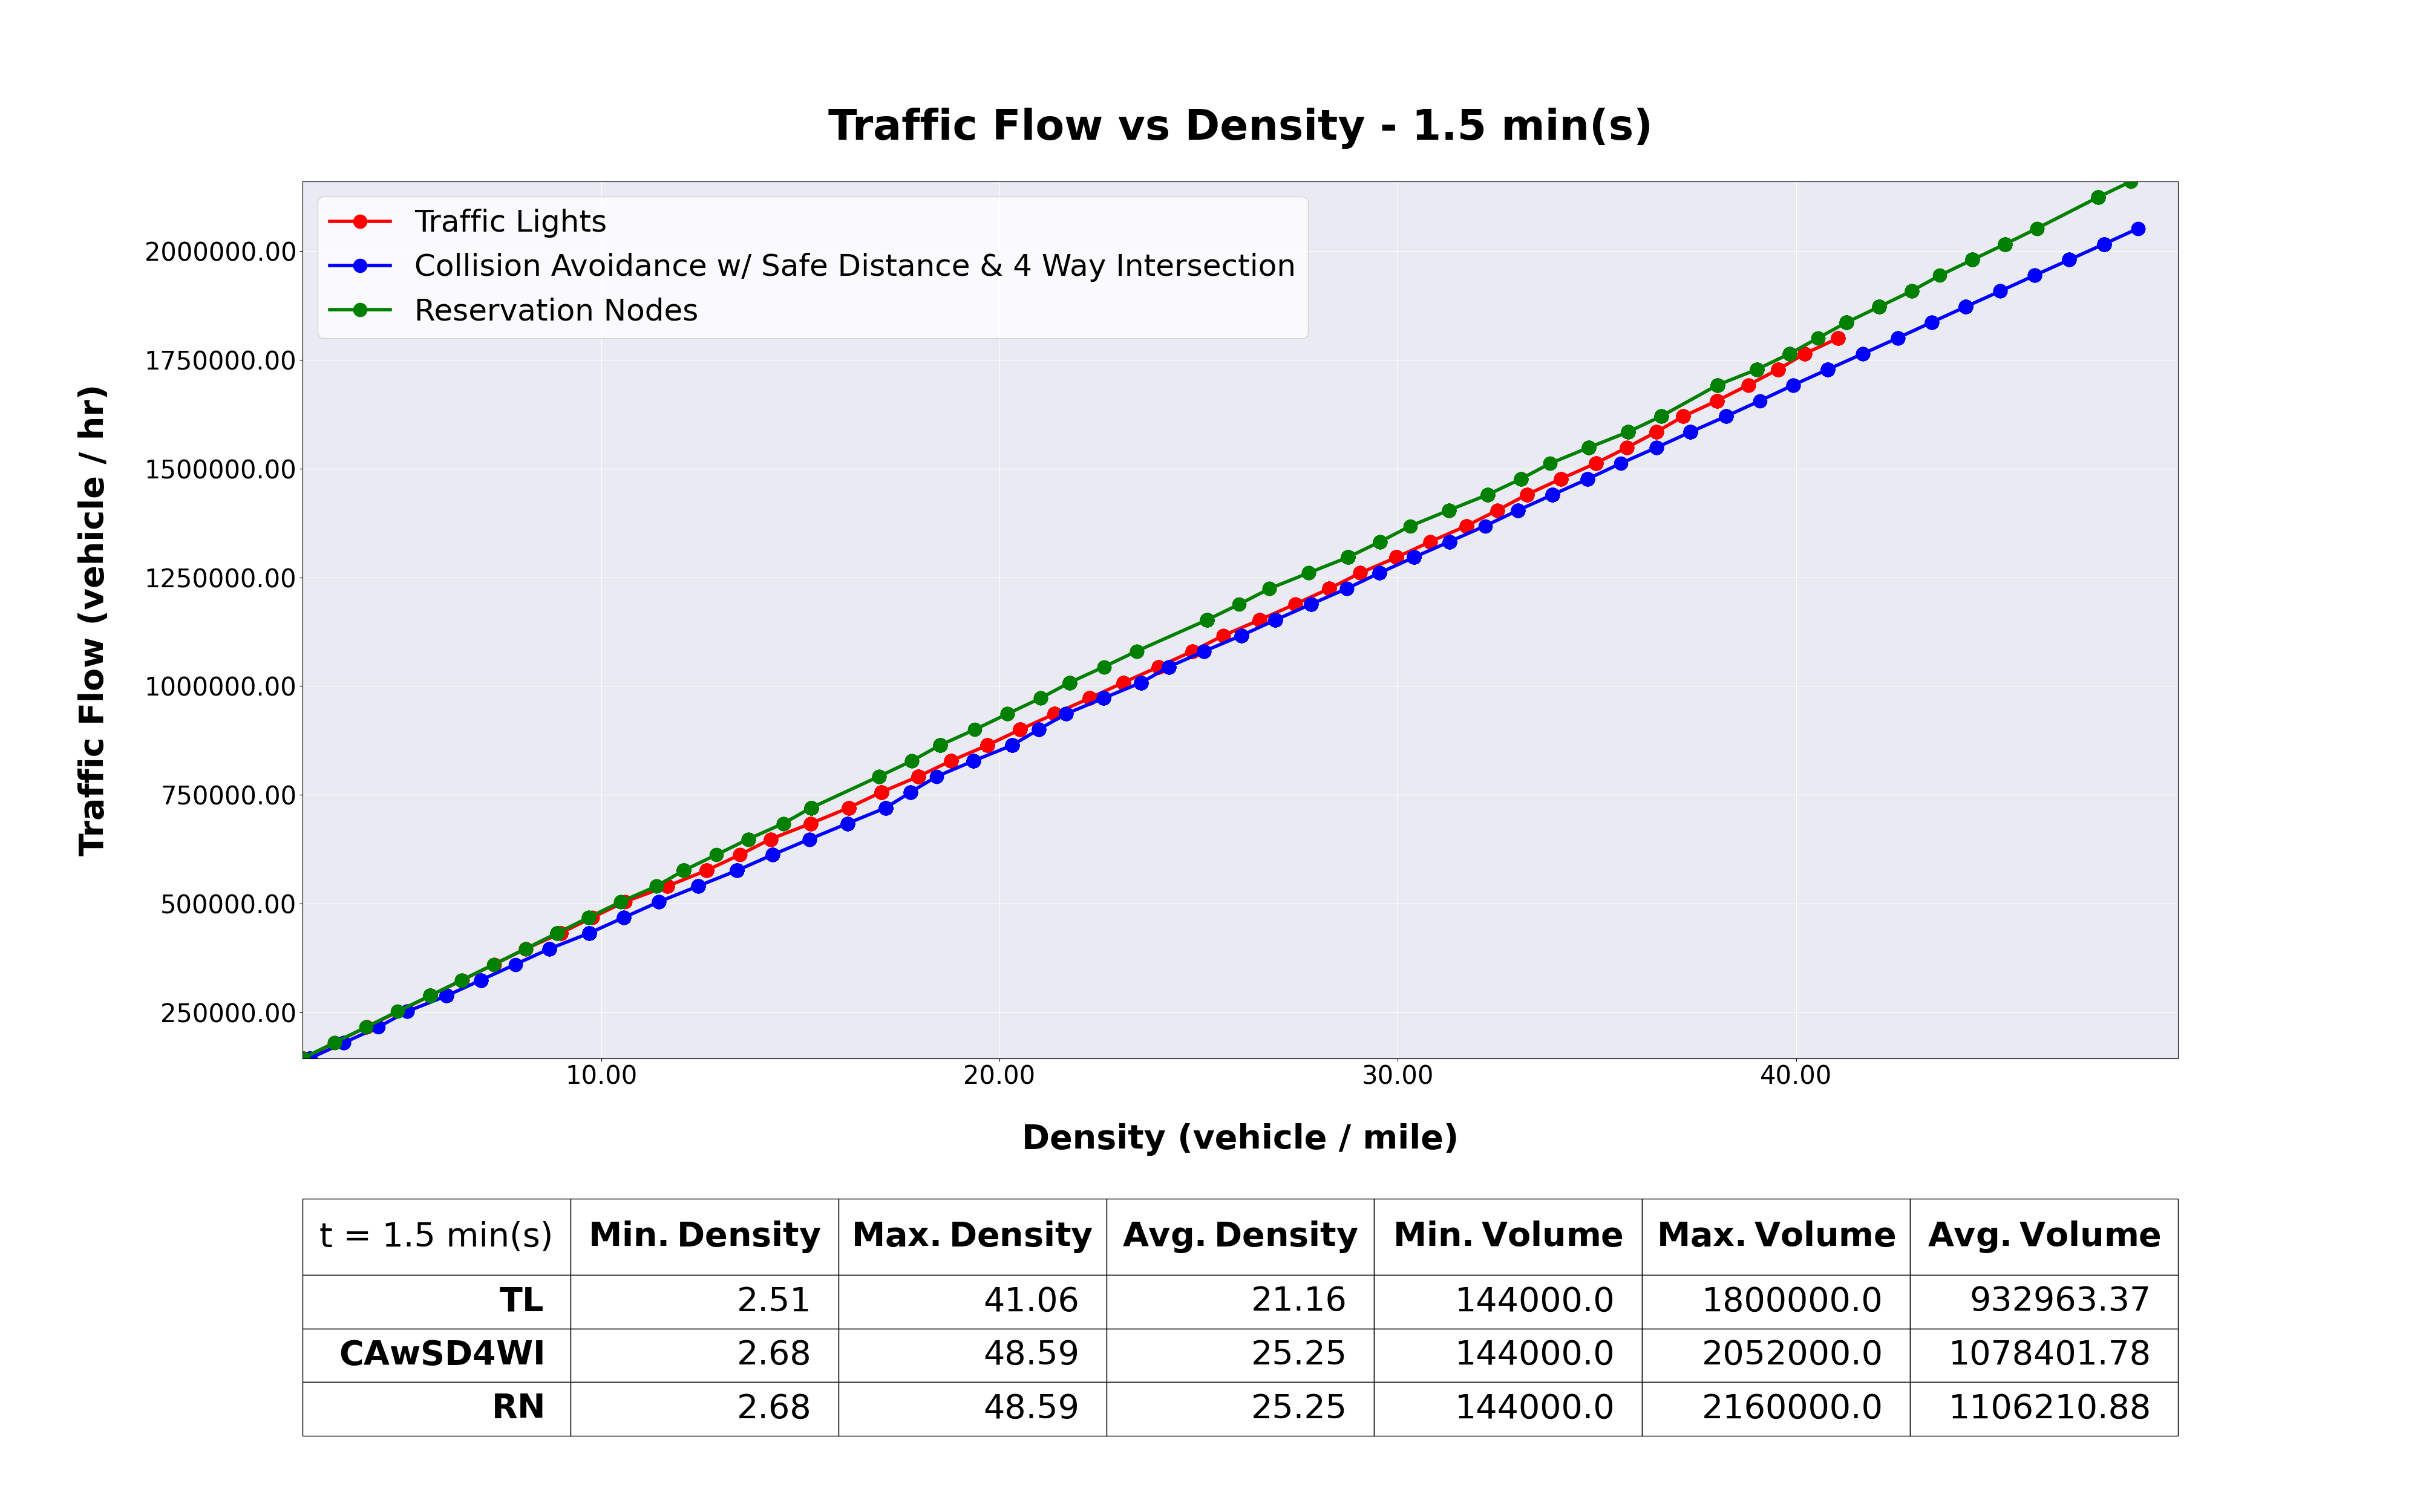 Traffic Flow vs Density - 1.5 min(s)
Traffic Lights
Collision Avoidance w/ Safe Distance & 4 Way Intersection
Reservation Nodes
Traffic Flow (vehicle / hr)
2000000.00
1750000.00
1500000.00
1250000.00
1000000.00
750000.00
500000.00
250000.00
10.00 20.00 30.00 40.00
Density (vehicle / mile)
t = 1.5 min(s) Min. Density Max. Density Avg. Density Min. Volume Max. Volume Avg. Volume
TL 2.51 41.06 21.16 144000.0 1800000.0 932963.37
CAwSD4WI 2.68 48.59 25.25 144000.0 2052000.0 1078401.78
RN 2.68 48.59 25.25 144000.0 2160000.0 1106210.88